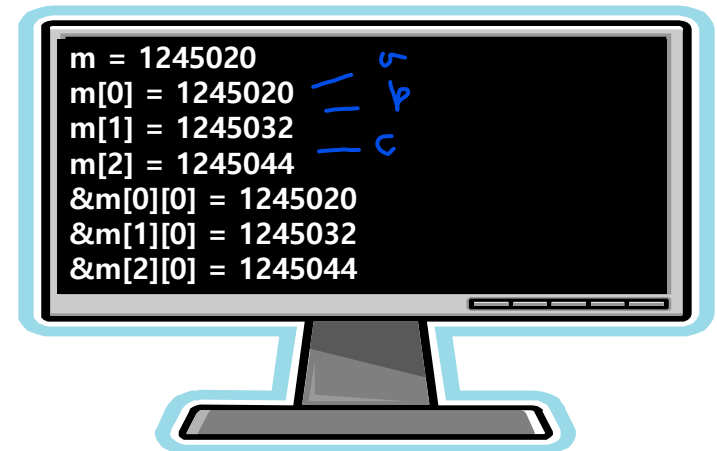 m = 1245020
m[0] = 1245020
m[1] = 1245032
m[2] = 1245044
&m[0][0] = 1245020
&m[1][0] = 1245032
&m[2][0] = 1245044